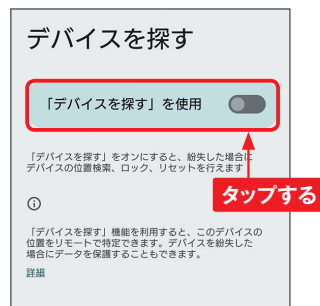 デバイスを探す
「デバイスを探す」を使用
「デバイスを探す」をオンにすると、紛失した場合に
デバイスの位置検索、ロック、リセットを行えます
タップする
「デバイスを探す」機能を利用すると、このデバイスの
位置をリモートで特定できます。デバイスを紛失した
場合にデータを保護することもできます。
詳細